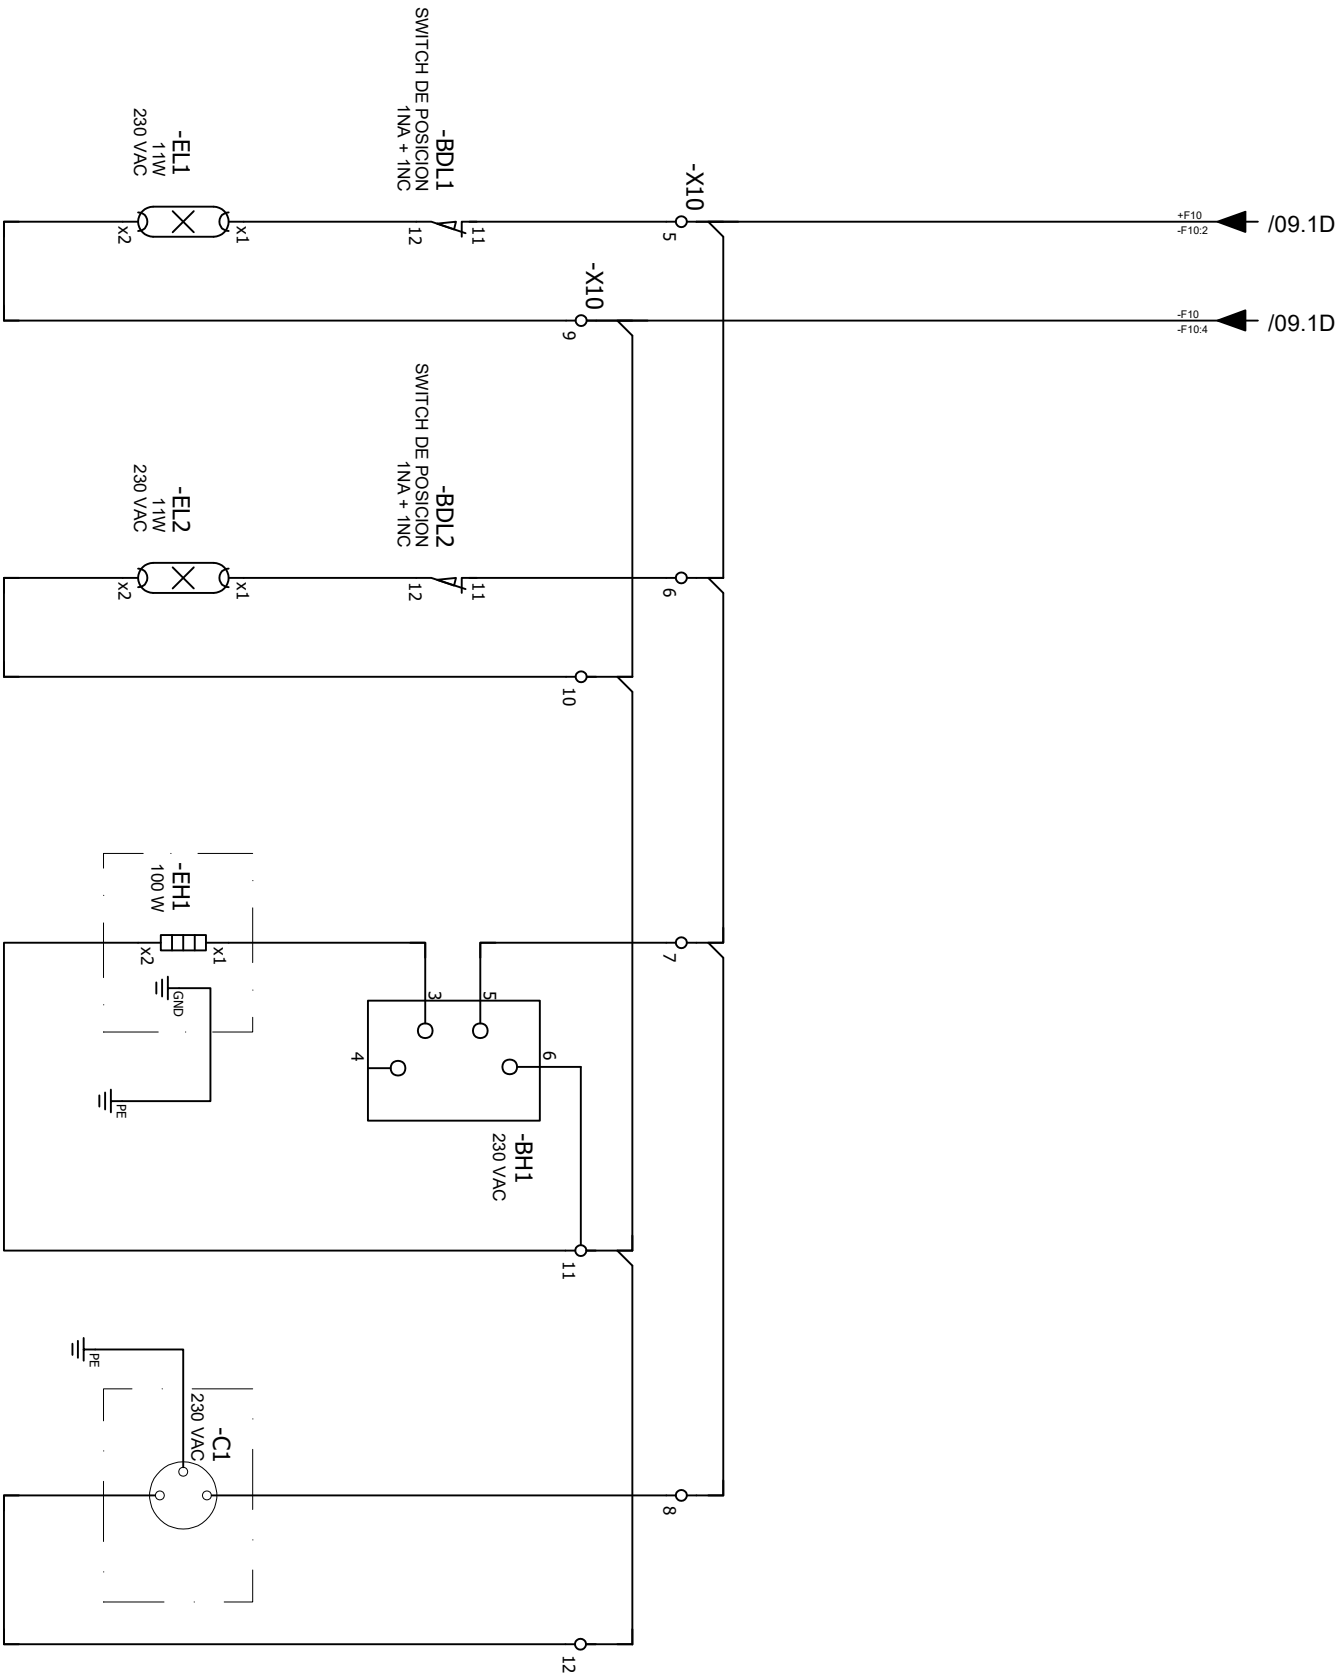 /09.1D
+F10
-F10:2
/09.1D
-F10
-F10:4
-X10
5
-X10
9
6
10
7
11
8
12
-BDL1
SWITCH DE POSICION
1NA + 1NC
11
12
-EL1
11W
230 VAC
x1
x2
-BDL2
SWITCH DE POSICION
1NA + 1NC
11
12
-EL2
11W
230 VAC
x1
x2
-BH1
230 VAC
3
5
6
4
-EH1
100 W
x1
x2
GND
PE
-C1
230 VAC
PE